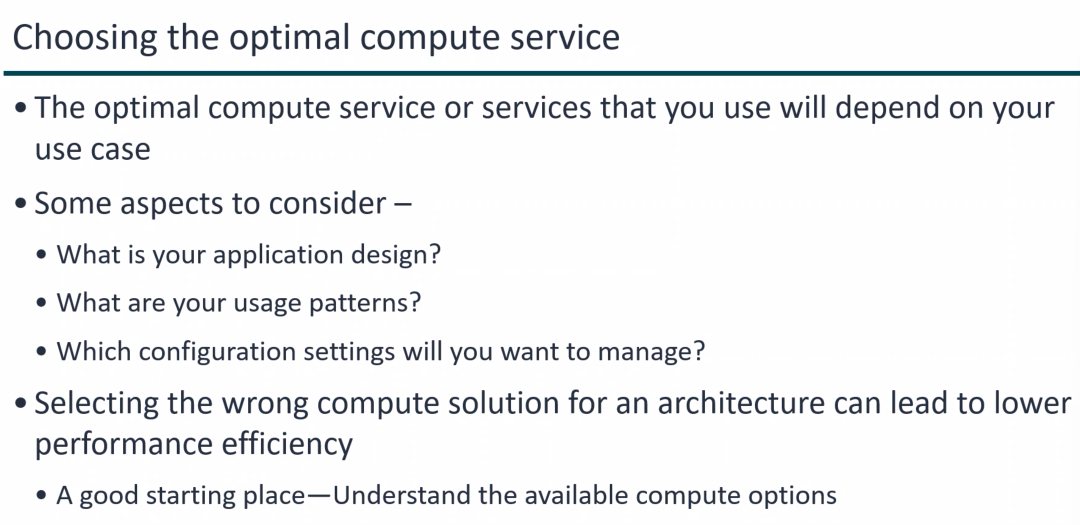 Choosing the optimal compute service
• The optimal compute service or services that you use will depend on your
use case
• Some aspects to consider –
• What is your application design?
• What are your usage patterns?
• Which configuration settings will you want to manage?
• Selecting the wrong compute solution for an architecture can lead to lower
performance efficiency
• A good starting place—Understand the available compute options